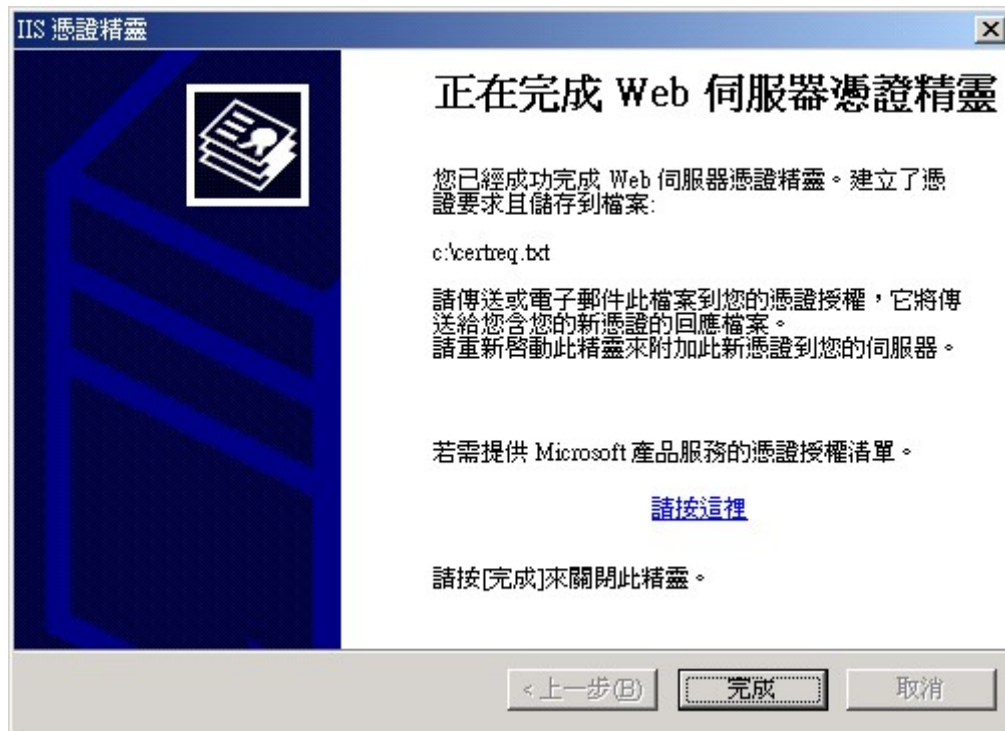 IIS 憑證精靈
正在完成 Web 伺服器憑證精靈
您已經成功完成 Web 伺服器憑證精靈。建立了憑
證要求且儲存到檔案:
c:\certreq.txt
請傳送或電子郵件此檔案到您的憑證授權，它將傳
送給您含您的新憑證的回應檔案。
請重新啟動此精靈來附加此新憑證到您的伺服器。
若需提供 Microsoft 產品服務的憑證授權清單。
請按這裡
請按[完成]來關閉此精靈。
< 上一步(B)
完成
取消